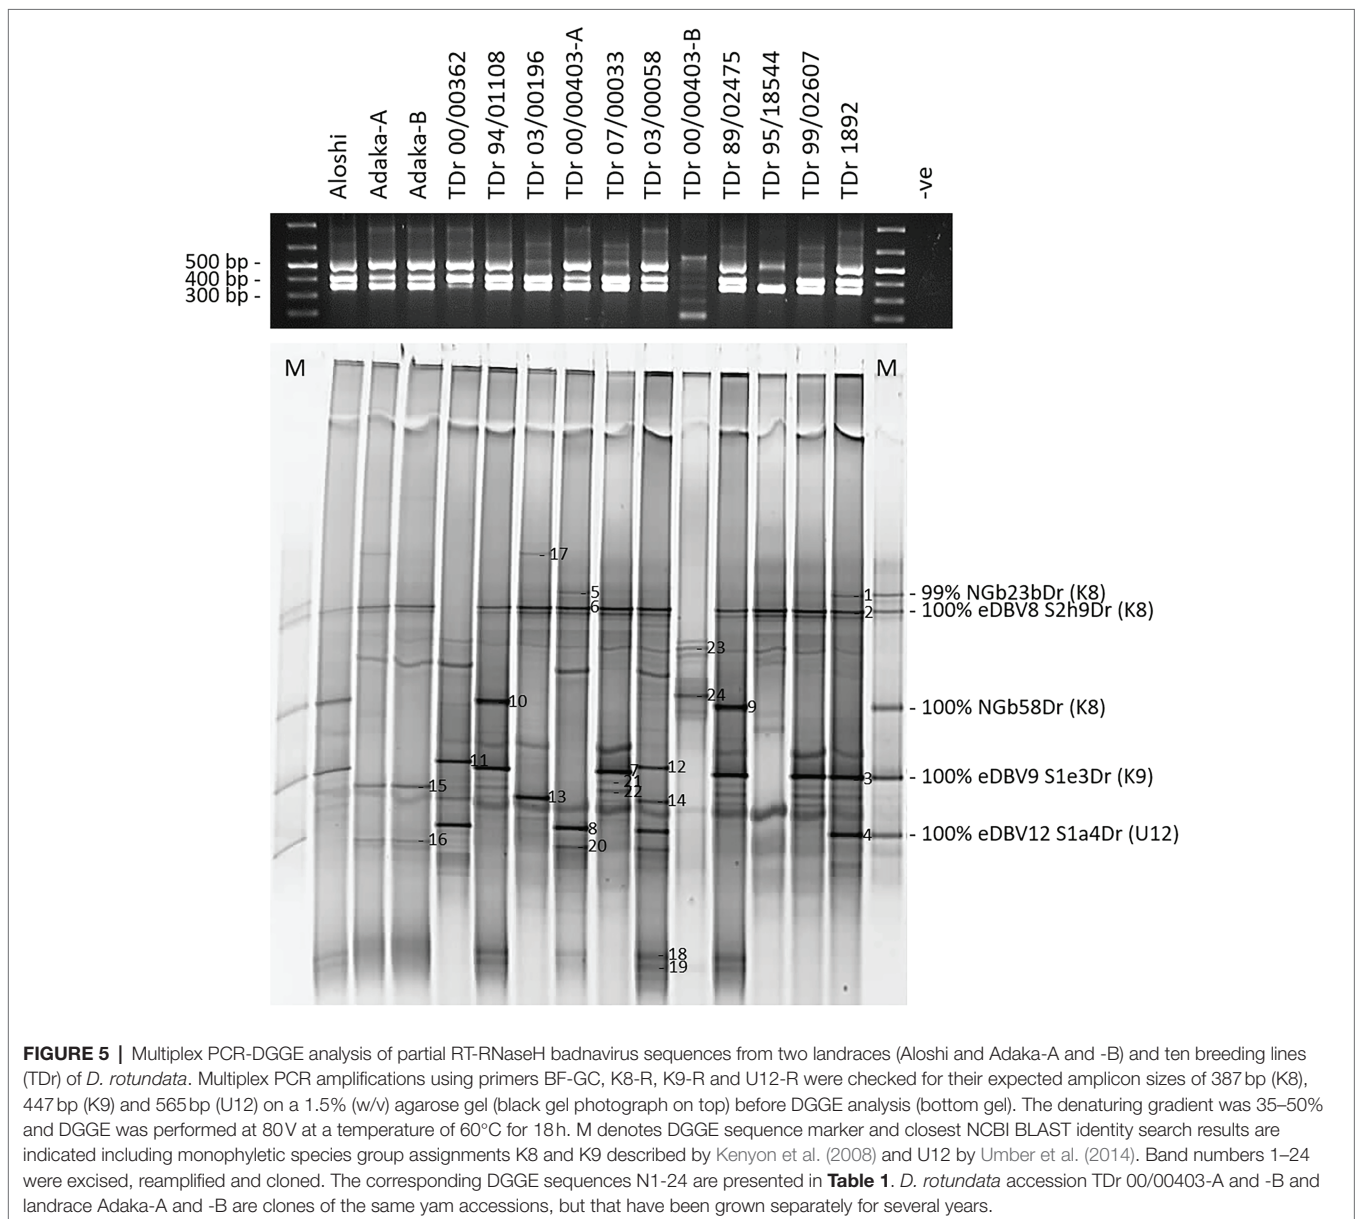 Aloshi
Adaka-A
Adaka-B
TDr 00/00362
TDr 94/01108
TDr 03/00196
TDr 00/00403-A
TDr 07/00033
TDr 03/00058
TDr 00/00403-B
TDr 89/02475
TDr 95/18544
TDr 99/02607
TDr 1892
-ve
500 bp -
400 bp -
300 bp -
M
M
- 17
- 5
6
- 1
2
- 99% NGb23bDr (K8)
- 100% eDBV8 S2h9Dr (K8)
- 23
- 24
10
9
- 100% NGb58Dr (K8)
11
7
12
3
- 100% eDBV9 S1e3Dr (K9)
- 15
- 21
- 22
13
- 14
- 16
8
- 20
4
- 100% eDBV12 S1a4Dr (U12)
- 18
- 19
FIGURE 5 | Multiplex PCR-DGGE analysis of partial RT-RNaseH badnavirus sequences from two landraces (Aloshi and Adaka-A and -B) and ten breeding lines
(TDr) of D. rotundata. Multiplex PCR amplifications using primers BF-GC, K8-R, K9-R and U12-R were checked for their expected amplicon sizes of 387 bp (K8),
447 bp (K9) and 565 bp (U12) on a 1.5% (w/v) agarose gel (black gel photograph on top) before DGGE analysis (bottom gel). The denaturing gradient was 35–50%
and DGGE was performed at 80 V at a temperature of 60°C for 18 h. M denotes DGGE sequence marker and closest NCBI BLAST identity search results are
indicated including monophyletic species group assignments K8 and K9 described by Kenyon et al. (2008) and U12 by Umber et al. (2014). Band numbers 1–24
were excised, reamplified and cloned. The corresponding DGGE sequences N1-24 are presented in Table 1. D. rotundata accession TDr 00/00403-A and -B and
landrace Adaka-A and -B are clones of the same yam accessions, but that have been grown separately for several years.